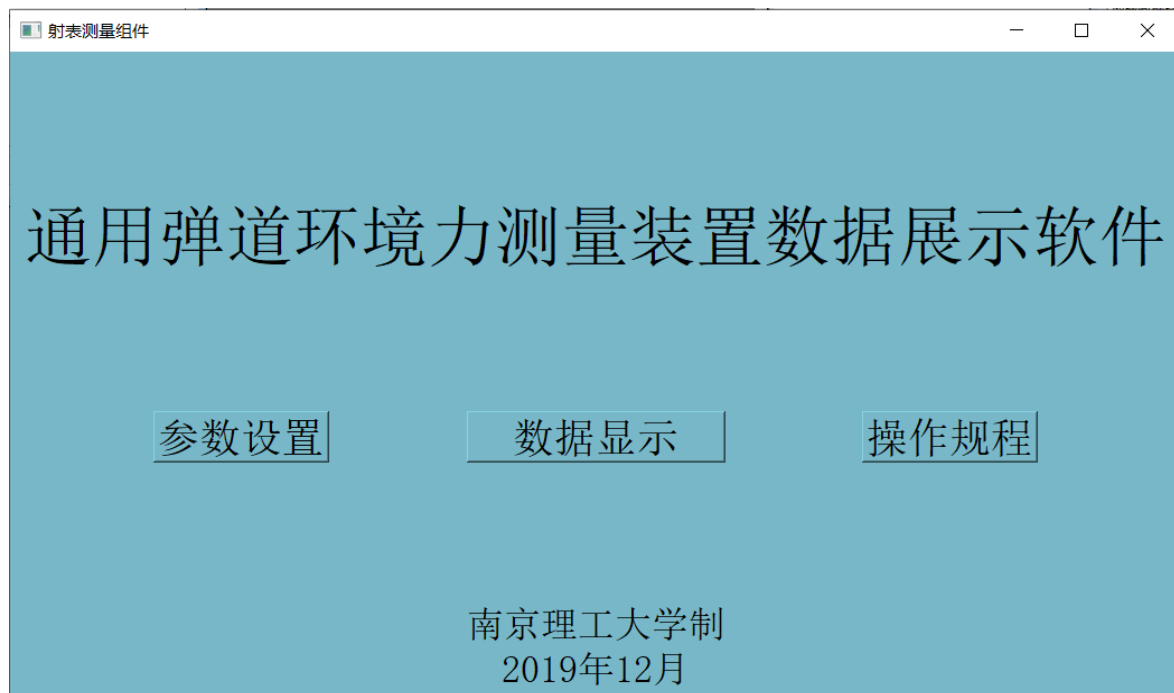 射表测量组件
通用弹道环境力测量装置数据展示软件
参数设置
数据显示
操作规程
南京理工大学制
2019年12月